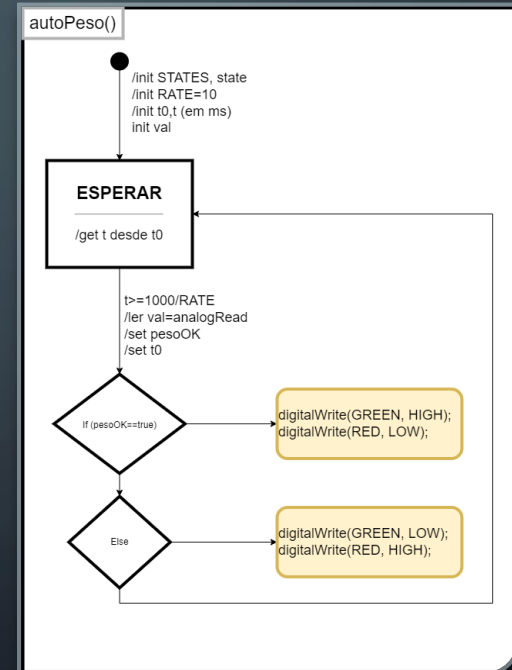 autoPeso()
/init STATES, state
/init RATE=10
/init t0,t (em ms)
init val
ESPERAR
/get t desde t0
t>=1000/RATE
/ler val=analogRead
/set pesoOK
/set t0
If (pesoOK==true)
digitalWrite(GREEN, HIGH);
digitalWrite(RED, LOW);
Else
digitalWrite(GREEN, LOW);
digitalWrite(RED, HIGH);